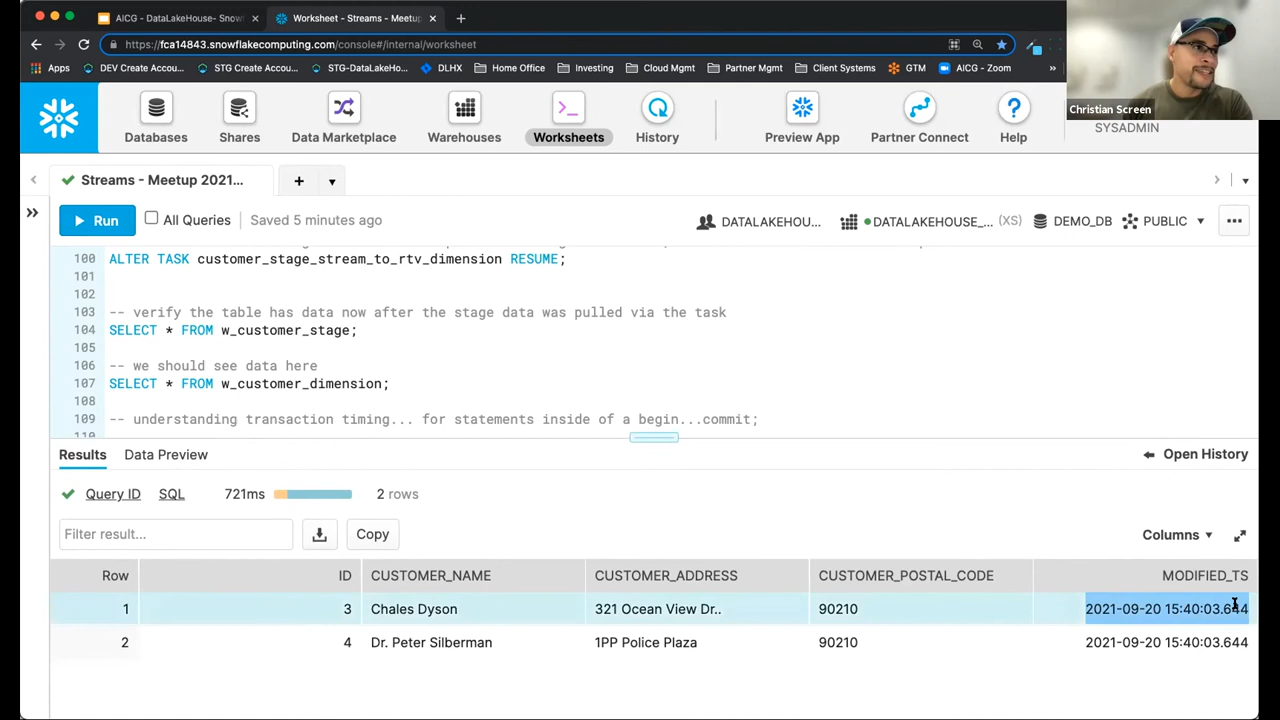 AICG - DataLakeHouse- Snowf
Worksheet - Streams - Meetup
https://fca14843.snowflakecomputing.com/console#/internal/worksheet
Apps
DEV Create Accou...
STG Create Accou...
STG-DataLakeHo...
DLHX
Home Office
Investing
Cloud Mgmt
Partner Mgmt
Client Systems
GTM
AICG - Zoom
»
Christian Screen
Databases
Shares
Data Marketplace
Warehouses
Worksheets
History
Preview App
Partner Connect
Help
SYSADMIN
Streams - Meetup 2021...
Run
All Queries
Saved 5 minutes ago
DATALAKEHOU...
DATALAKEHOUSE_... (XS)
DEMO_DB
PUBLIC
...
100 ALTER TASK customer_stage_stream_to_rtv_dimension RESUME;
101
102
103 -- verify the table has data now after the stage data was pulled via the task
104 SELECT * FROM w_customer_stage;
105
106 -- we should see data here
107 SELECT * FROM w_customer_dimension;
108
109 -- understanding transaction timing... for statements inside of a begin...commit;
110
Results
Data Preview
Open History
Query ID
SQL
721ms
2 rows
Filter result...
Copy
Columns
Row ID CUSTOMER_NAME CUSTOMER_ADDRESS CUSTOMER_POSTAL_CODE MODIFIED_TS
1 3 Chales Dyson 321 Ocean View Dr.. 90210 2021-09-20 15:40:03.644
2 4 Dr. Peter Silberman 1PP Police Plaza 90210 2021-09-20 15:40:03.644